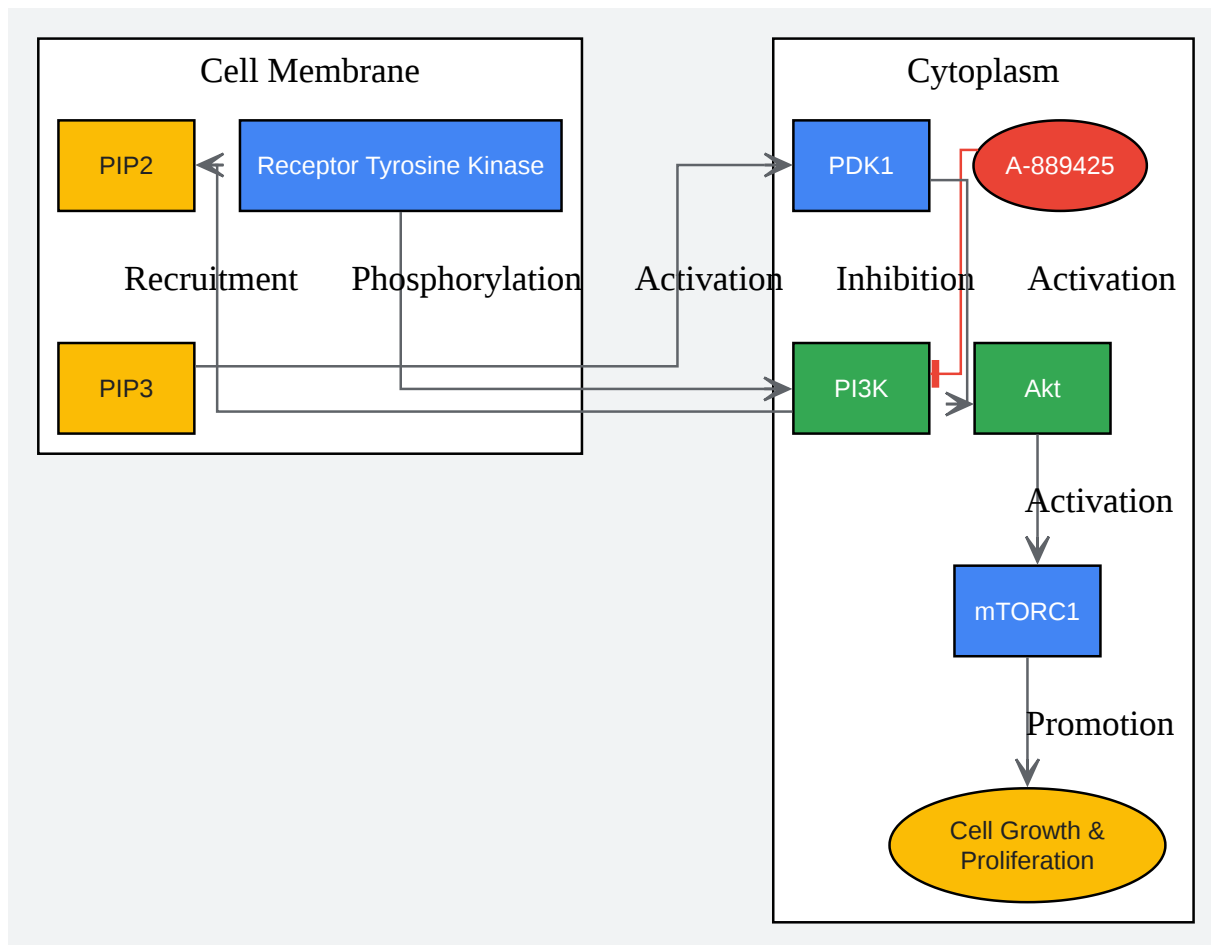 Cell Membrane
Cytoplasm
PIP2
Receptor Tyrosine Kinase
PDK1
A-889425
Recruitment
Phosphorylation
Activation
Inhibition
Activation
PIP3
PI3K
Akt
Activation
mTORC1
Promotion
Cell Growth &
Proliferation